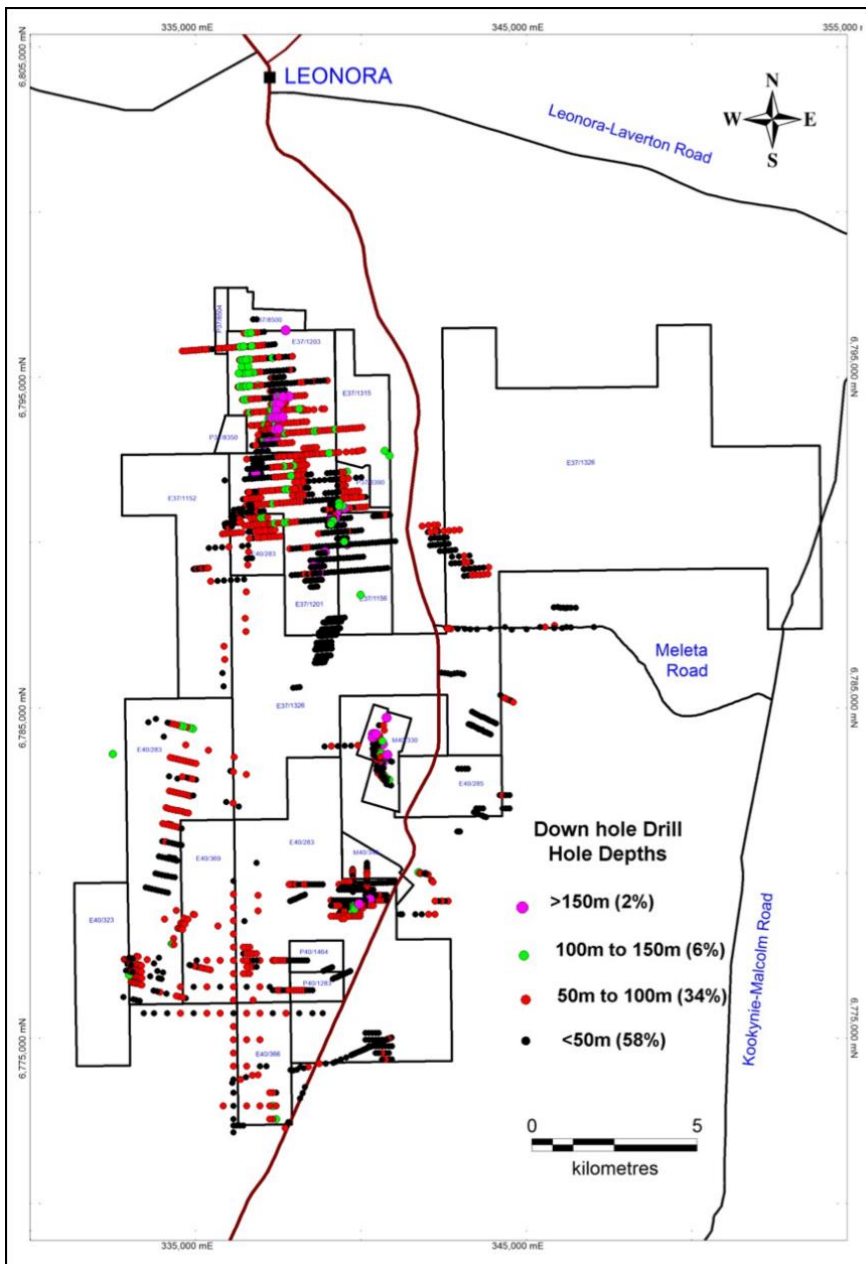 335,000 mE
345,000 mE
355,000 m
6,805,000 mN
LEONORA
N
W E
S
Leonora-Laverton Road
E37/1203
6,795,000 mN
6,795,000 mN
E37/1315
E37/1326
E37/1152
E40/283
E37/1201
Meleta
Road
6,785,000 mN
6,785,000 mN
E37/1326
E40/283
E40/285
E40/283
E40/369
E40/323
P40/1464
P40/1283
E40/368
Down hole Drill
Hole Depths
>150m (2%)
100m to 150m (6%)
50m to 100m (34%)
<50m (58%)
Kookynie-Malcolm Road
6,775,000 mN
6,775,000 mN
0 5
kilometres
335,000 mE
345,000 mE